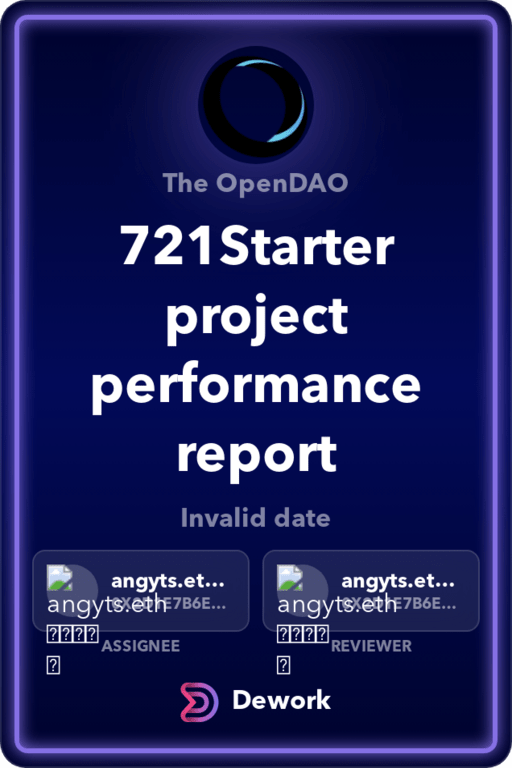 The OpenDAO
721Starter
project
performance
report
Invalid date
angyts.et...
angyts.et...
angyts.eth
angyts.eth
ASSIGNEE
REVIEWER
Dework